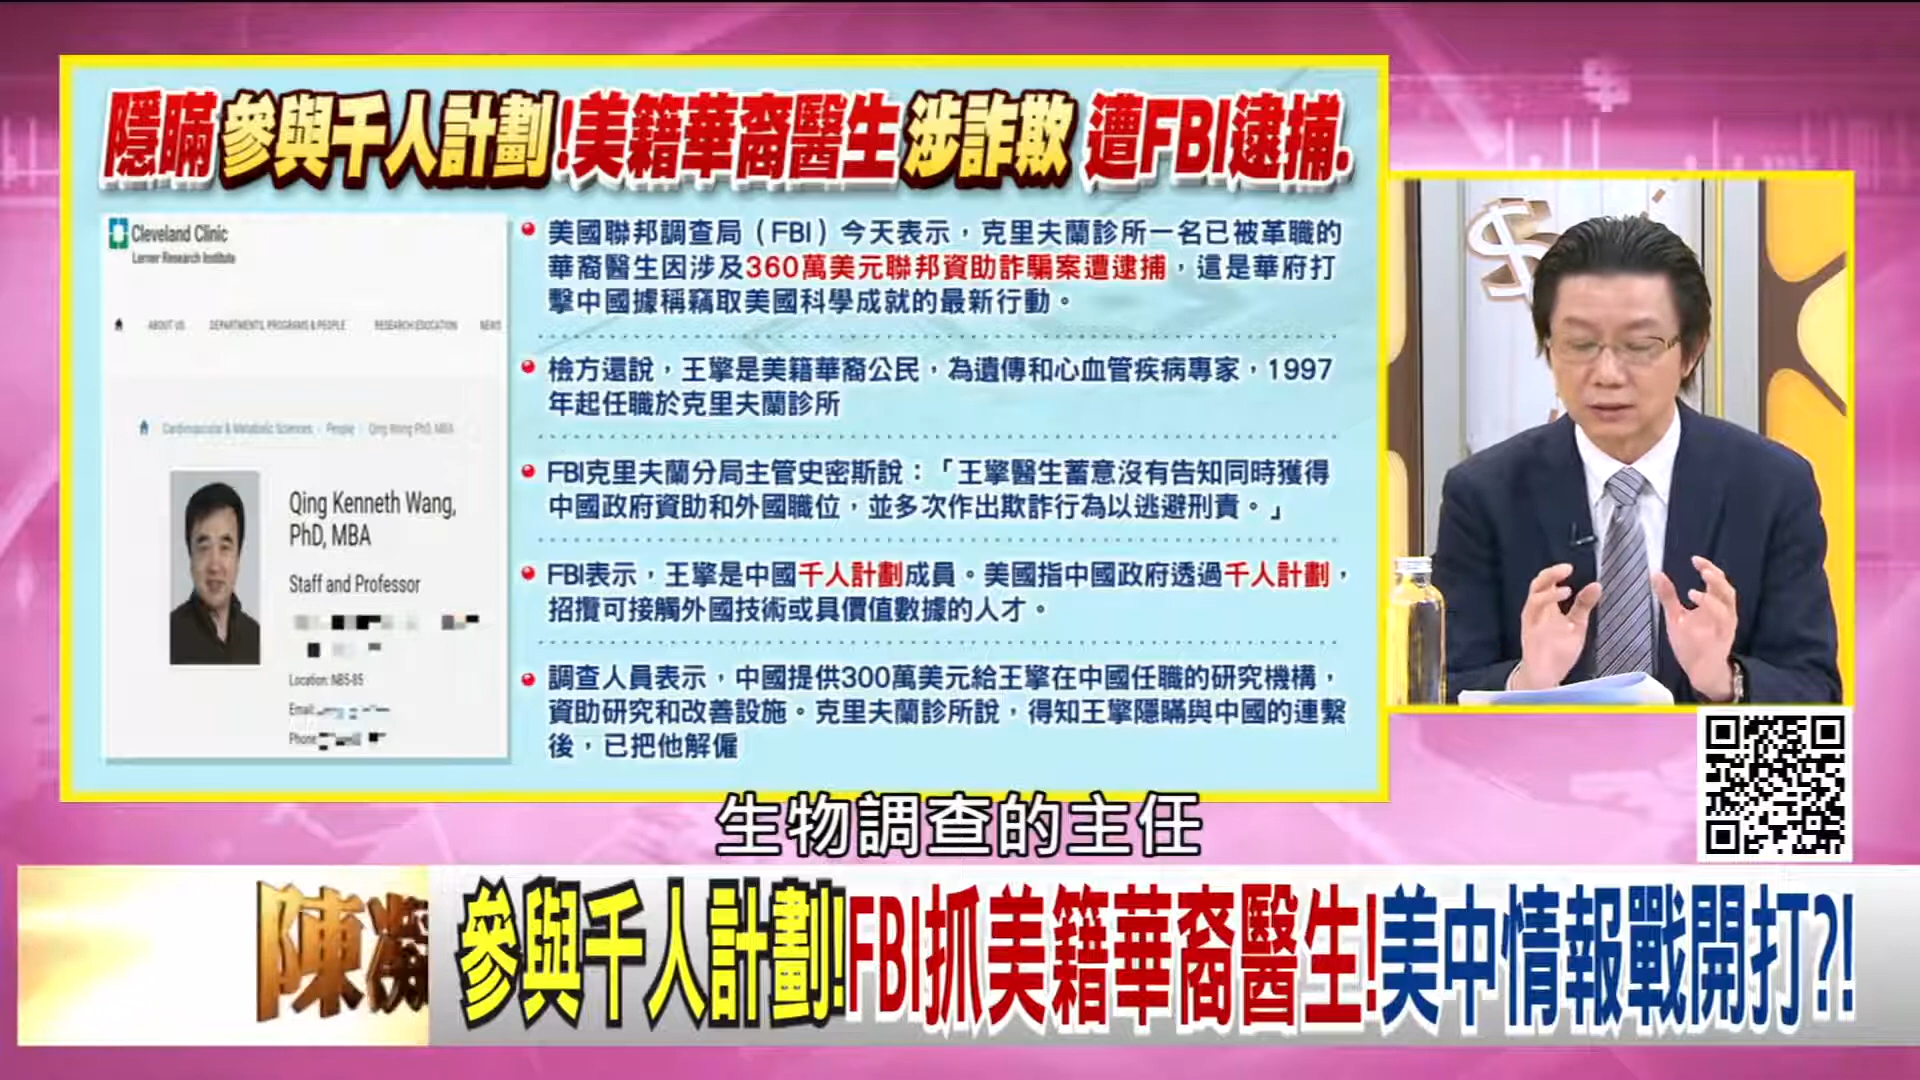 隱瞞參與千人計劃!美籍華裔醫生涉詐欺 遭FBI逮捕.
Cleveland Clinic
Lerner Research Institute
ABOUT US DEPARTMENTS, PROGRAMS & PEOPLE RESEARCH EDUCATION NEWS
Cardiovascular & Metabolic Sciences People Qing Wang PhD, MBA
Qing Kenneth Wang,
PhD, MBA
Staff and Professor
Location: NB5-85
Email:
Phone:
美國聯邦調查局（FBI）今天表示，克里夫蘭診所一名已被革職的
華裔醫生因涉及360萬美元聯邦資助詐騙案遭逮捕，這是華府打
擊中國據稱竊取美國科學成就的最新行動。
檢方還說，王擎是美籍華裔公民，為遺傳和心血管疾病專家，1997
年起任職於克里夫蘭診所
FBI克里夫蘭分局主管史密斯說：「王擎醫生蓄意沒有告知同時獲得
中國政府資助和外國職位，並多次作出欺詐行為以逃避刑責。」
FBI表示，王擎是中國千人計劃成員。美國指中國政府透過千人計劃，
招攬可接觸外國技術或具價值數據的人才。
調查人員表示，中國提供300萬美元給王擎在中國任職的研究機構，
資助研究和改善設施。克里夫蘭診所說，得知王擎隱瞞與中國的連繫
後，已把他解僱
生物調查的主任
陳凝
參與千人計劃!FBI抓美籍華裔醫生!美中情報戰開打?!